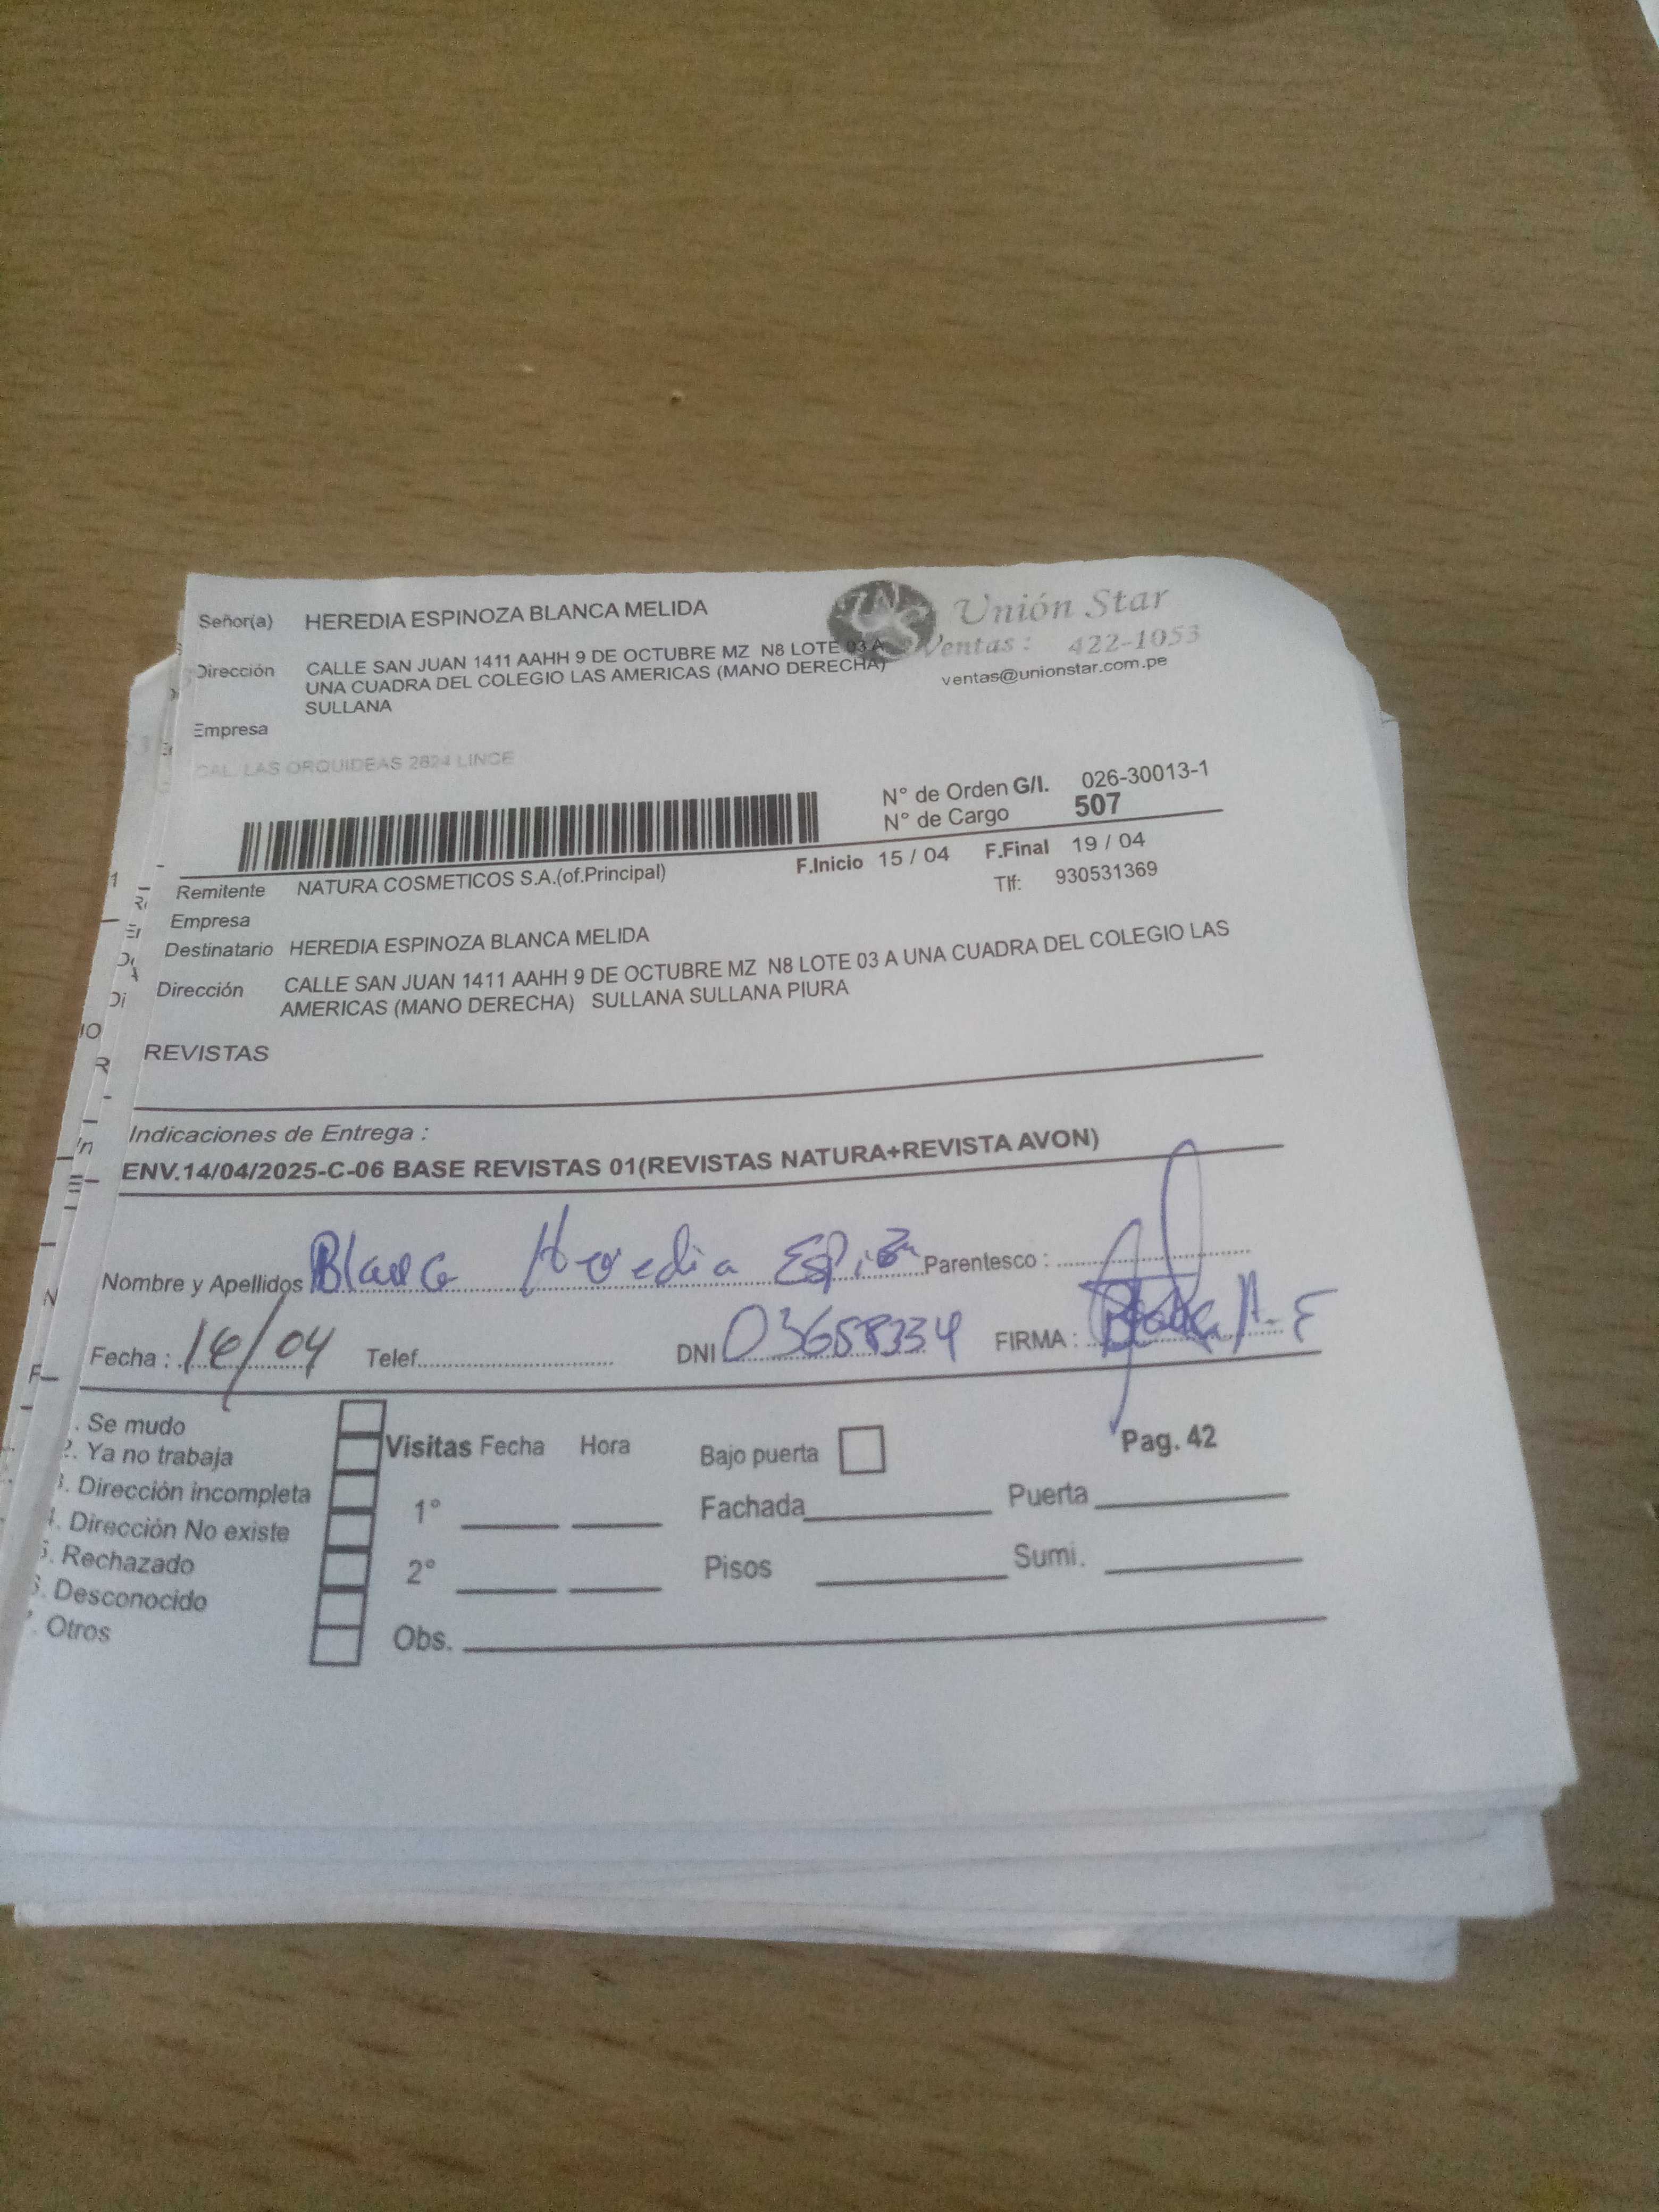 Señor(a) HEREDIA ESPINOZA BLANCA MELIDA
Unión Star
Ventas : 422-1053
ventas@unionstar.com.pe
Dirección CALLE SAN JUAN 1411 AAHH 9 DE OCTUBRE MZ N8 LOTE 03 A
UNA CUADRA DEL COLEGIO LAS AMERICAS (MANO DERECHA)
SULLANA
Empresa
CAL. LAS ORQUIDEAS 2824 LINCE
N° de Orden G/I. 026-30013-1
N° de Cargo 507
F.Inicio 15 / 04 F.Final 19 / 04
Remitente NATURA COSMETICOS S.A.(of.Principal)
Tlf: 930531369
Empresa
Destinatario HEREDIA ESPINOZA BLANCA MELIDA
Dirección CALLE SAN JUAN 1411 AAHH 9 DE OCTUBRE MZ N8 LOTE 03 A UNA CUADRA DEL COLEGIO LAS
AMERICAS (MANO DERECHA) SULLANA SULLANA PIURA
REVISTAS
Indicaciones de Entrega :
ENV.14/04/2025-C-06 BASE REVISTAS 01(REVISTAS NATURA+REVISTA AVON)
Nombre y Apellidos Blanca Heredia Parentesco :
Fecha : 16/04 Telef. DNI 03658334 FIRMA :
. Se mudo
2. Ya no trabaja
3. Dirección incompleta
4. Dirección No existe
5. Rechazado
6. Desconocido
7. Otros
Visitas Fecha Hora
1°
2°
Obs.
Bajo puerta
Pag. 42
Fachada Puerta
Pisos Sumi.